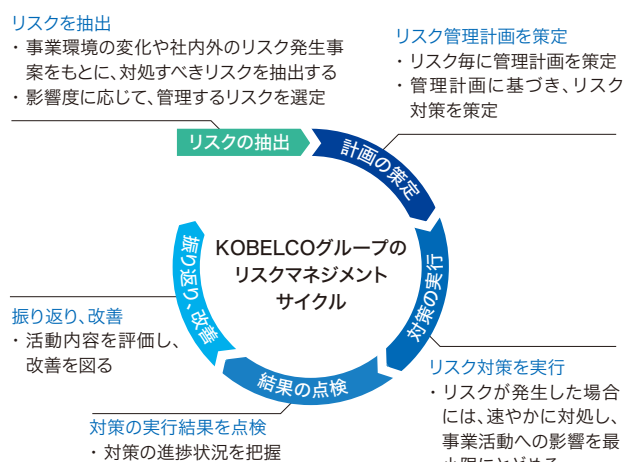 リスクを抽出
・事業環境の変化や社内外のリスク発生事
案をもとに、対処すべきリスクを抽出する
・影響度に応じて、管理するリスクを選定
リスク管理計画を策定
・リスク毎に管理計画を策定
・管理計画に基づき、リスク
対策を策定
リスクの抽出
計画の策定
対策の実行
結果の点検
振り返り、改善
KOBELCOグループの
リスクマネジメント
サイクル
振り返り、改善
・活動内容を評価し、
改善を図る
対策の実行結果を点検
・対策の進捗状況を把握
リスク対策を実行
・リスクが発生した場合
には、速やかに対処し、
事業活動への影響を最